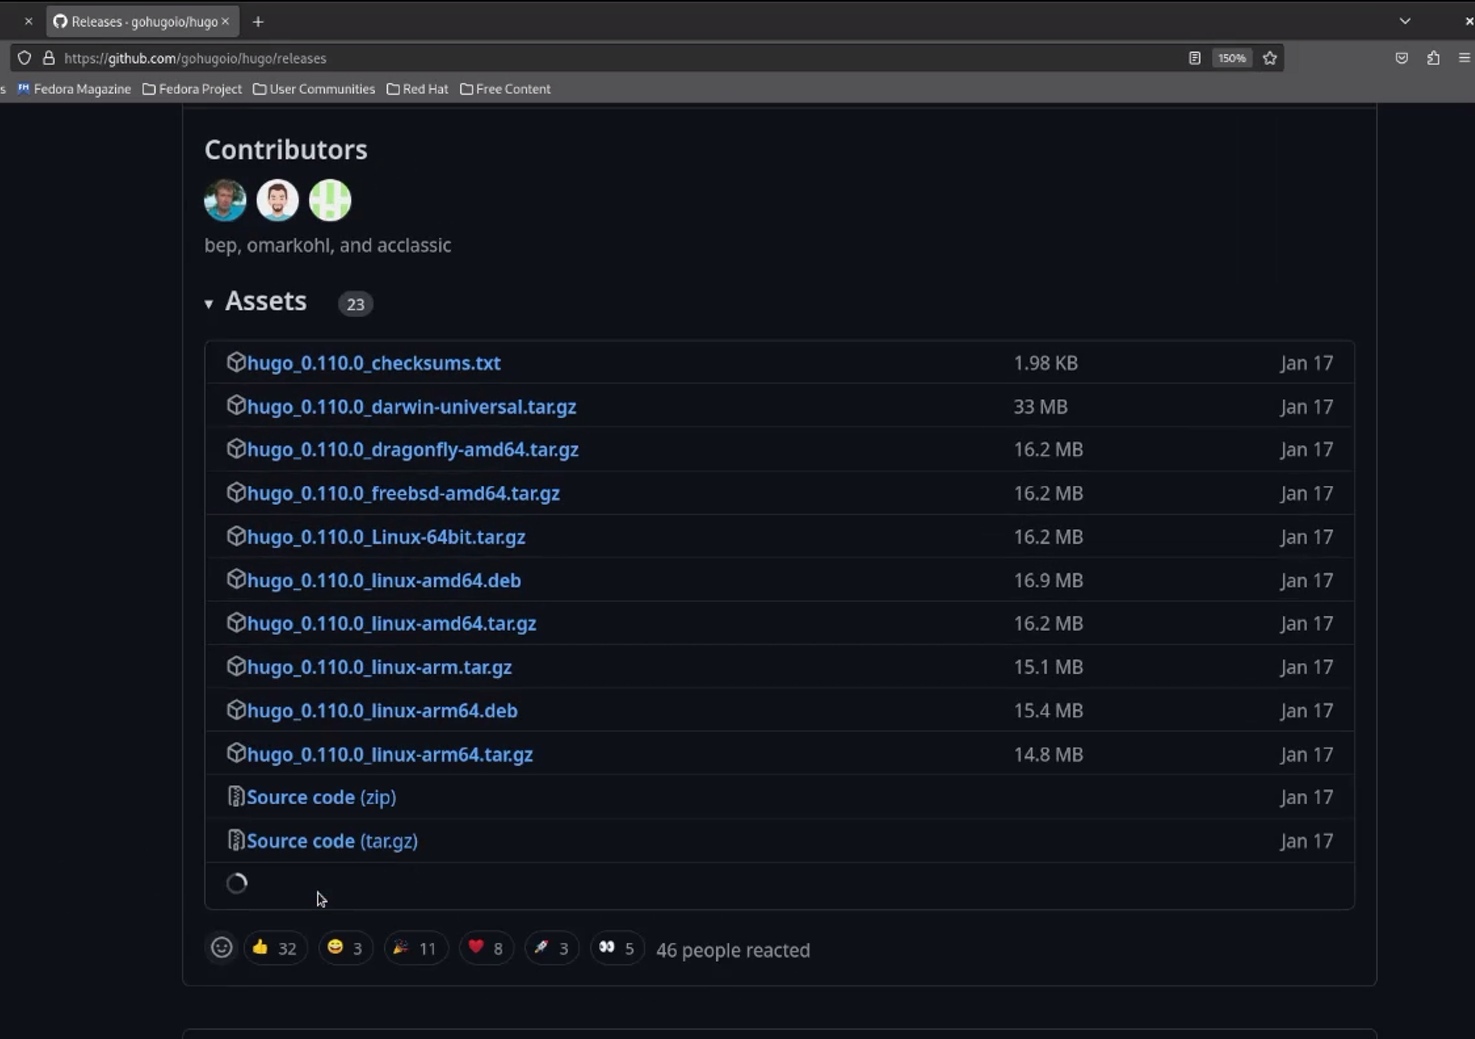 Releases · gohugoio/hugo
https://github.com/gohugoio/hugo/releases
150%
s
Fedora Magazine
Fedora Project
User Communities
Red Hat
Free Content
Contributors
bep, omarkohl, and acclassic
Assets 23
hugo_0.110.0_checksums.txt 1.98 KB Jan 17
hugo_0.110.0_darwin-universal.tar.gz 33 MB Jan 17
hugo_0.110.0_dragonfly-amd64.tar.gz 16.2 MB Jan 17
hugo_0.110.0_freebsd-amd64.tar.gz 16.2 MB Jan 17
hugo_0.110.0_Linux-64bit.tar.gz 16.2 MB Jan 17
hugo_0.110.0_linux-amd64.deb 16.9 MB Jan 17
hugo_0.110.0_linux-amd64.tar.gz 16.2 MB Jan 17
hugo_0.110.0_linux-arm.tar.gz 15.1 MB Jan 17
hugo_0.110.0_linux-arm64.deb 15.4 MB Jan 17
hugo_0.110.0_linux-arm64.tar.gz 14.8 MB Jan 17
Source code (zip) Jan 17
Source code (tar.gz) Jan 17
32 3 11 8 3 5 46 people reacted